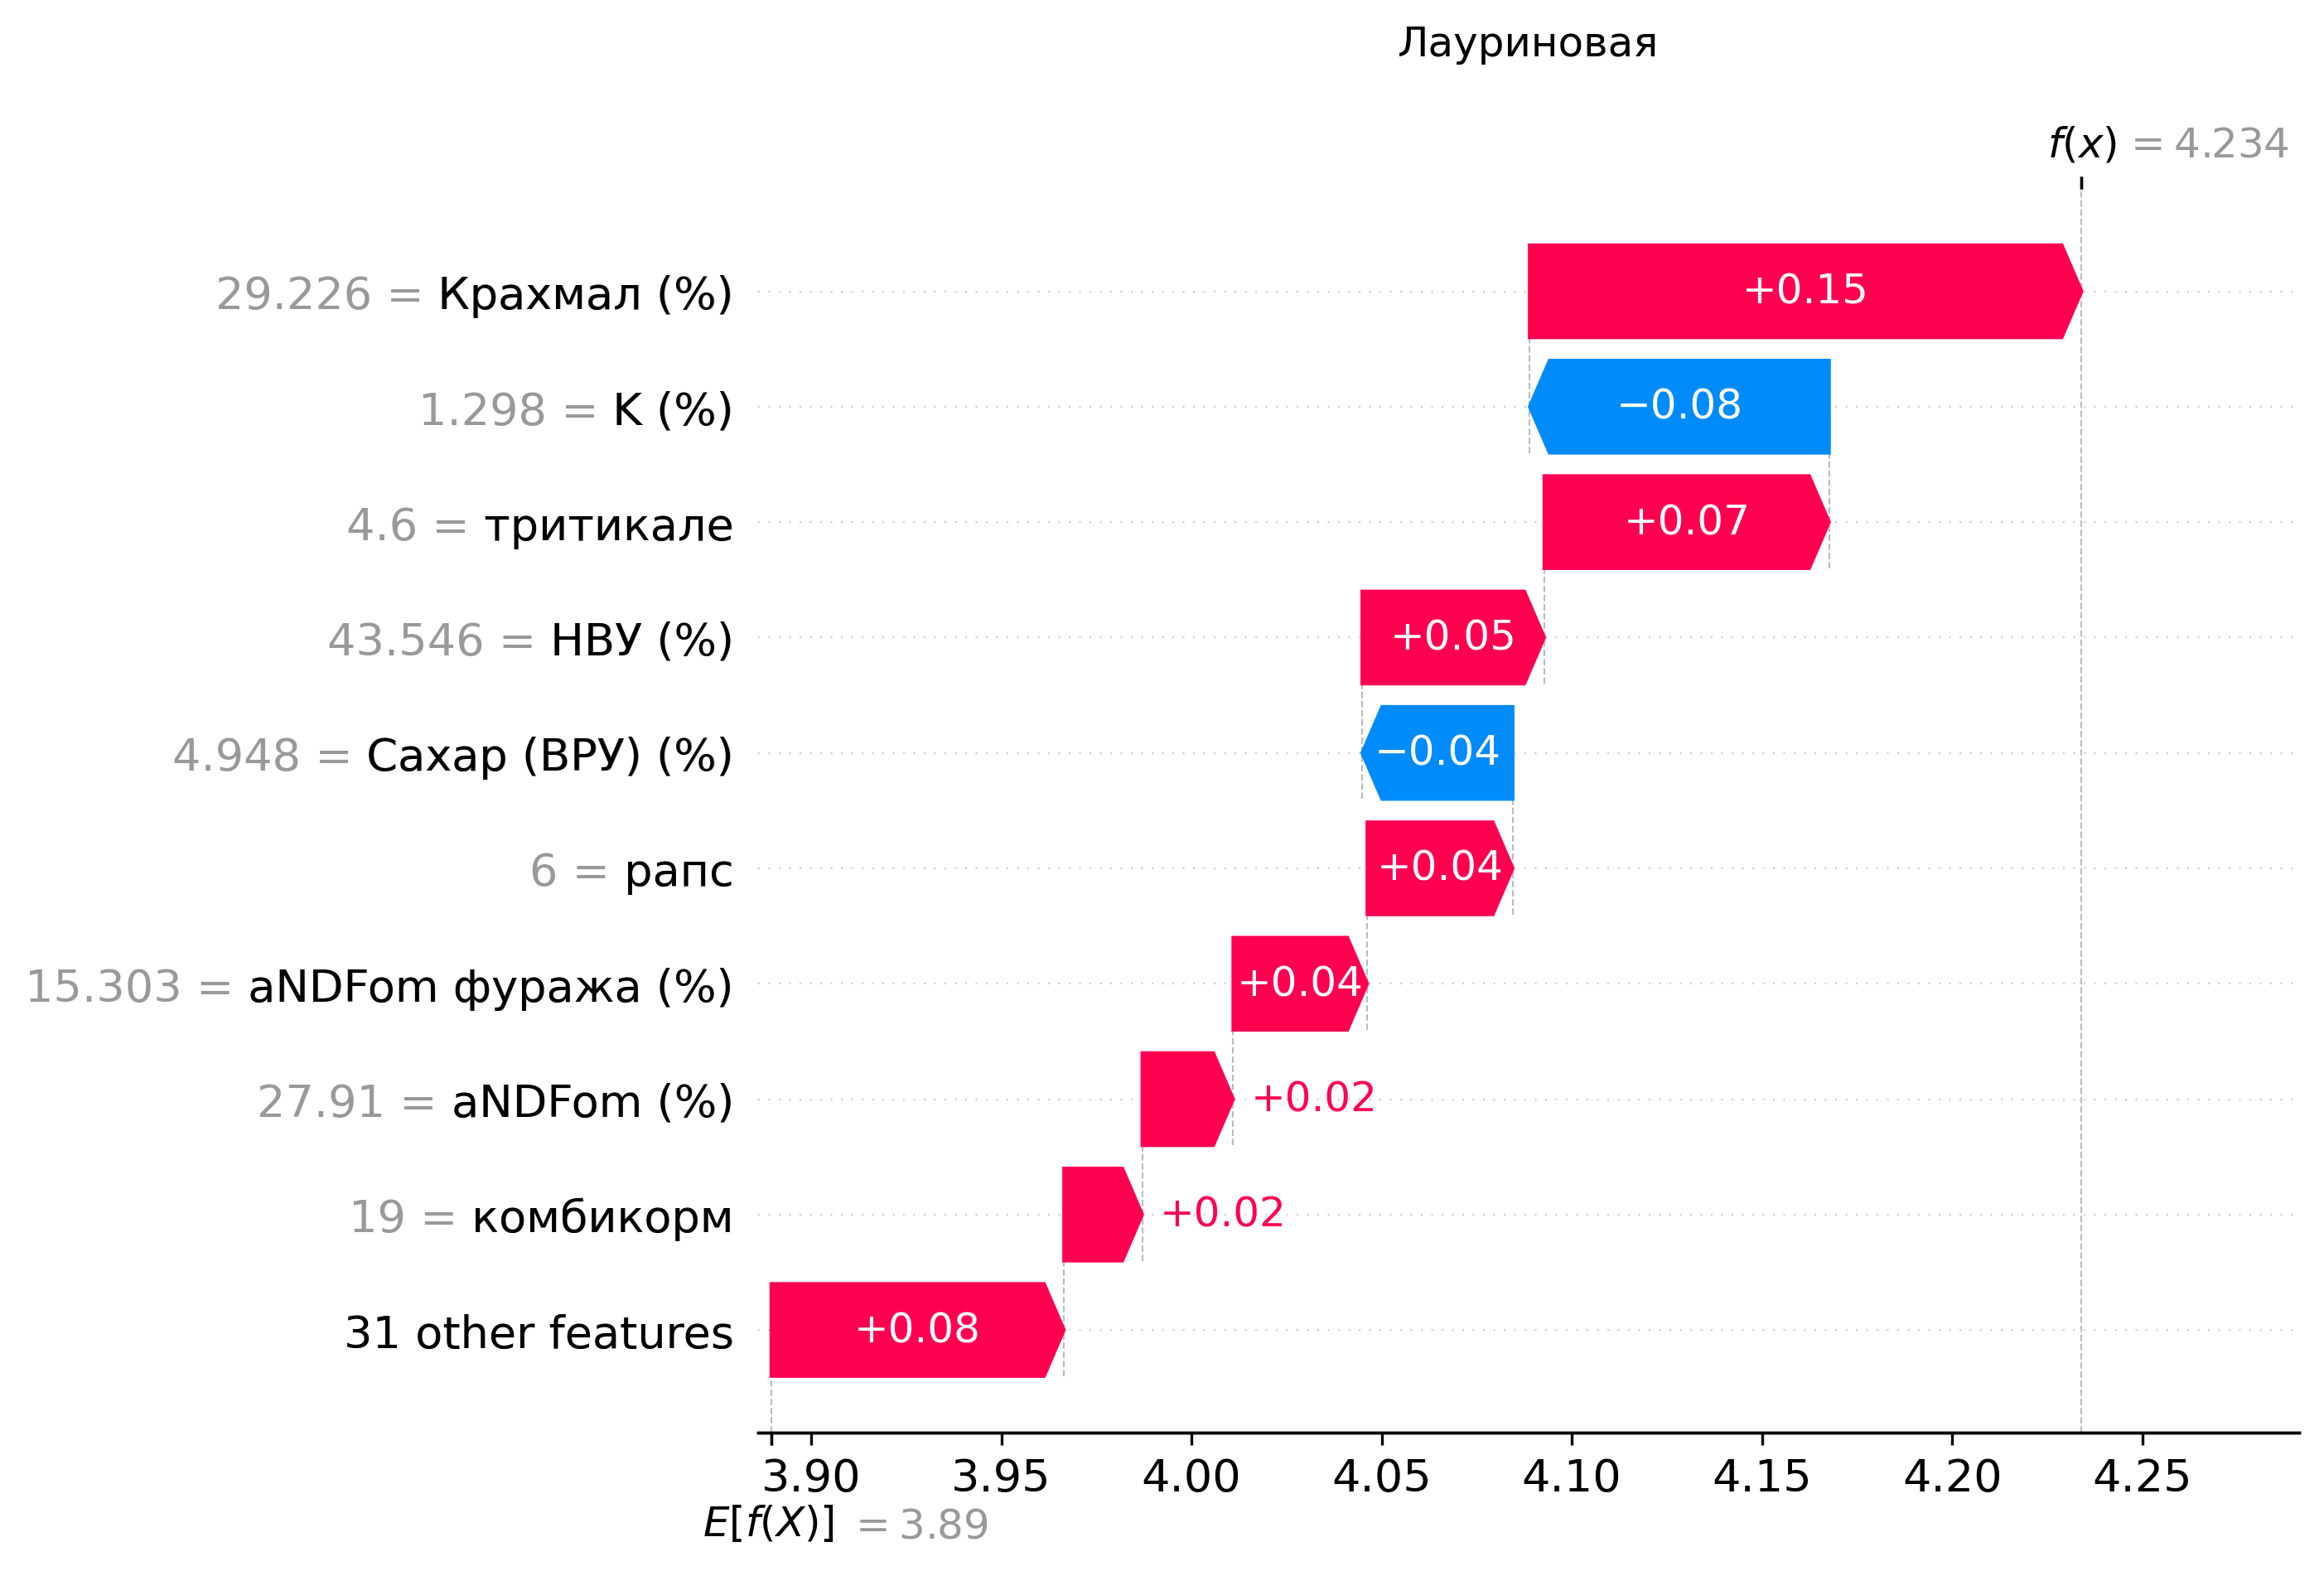 Лауриновая
f(x) = 4.234
29.226 = Крахмал (%)
+0.15
1.298 = K (%)
−0.08
4.6 = тритикале
+0.07
43.546 = НВУ (%)
+0.05
4.948 = Сахар (ВРУ) (%)
−0.04
6 = рапс
+0.04
15.303 = aNDFom фуража (%)
+0.04
27.91 = aNDFom (%)
+0.02
19 = комбикорм
+0.02
31 other features
+0.08
3.90 3.95 4.00 4.05 4.10 4.15 4.20 4.25
E[f(X)] = 3.89